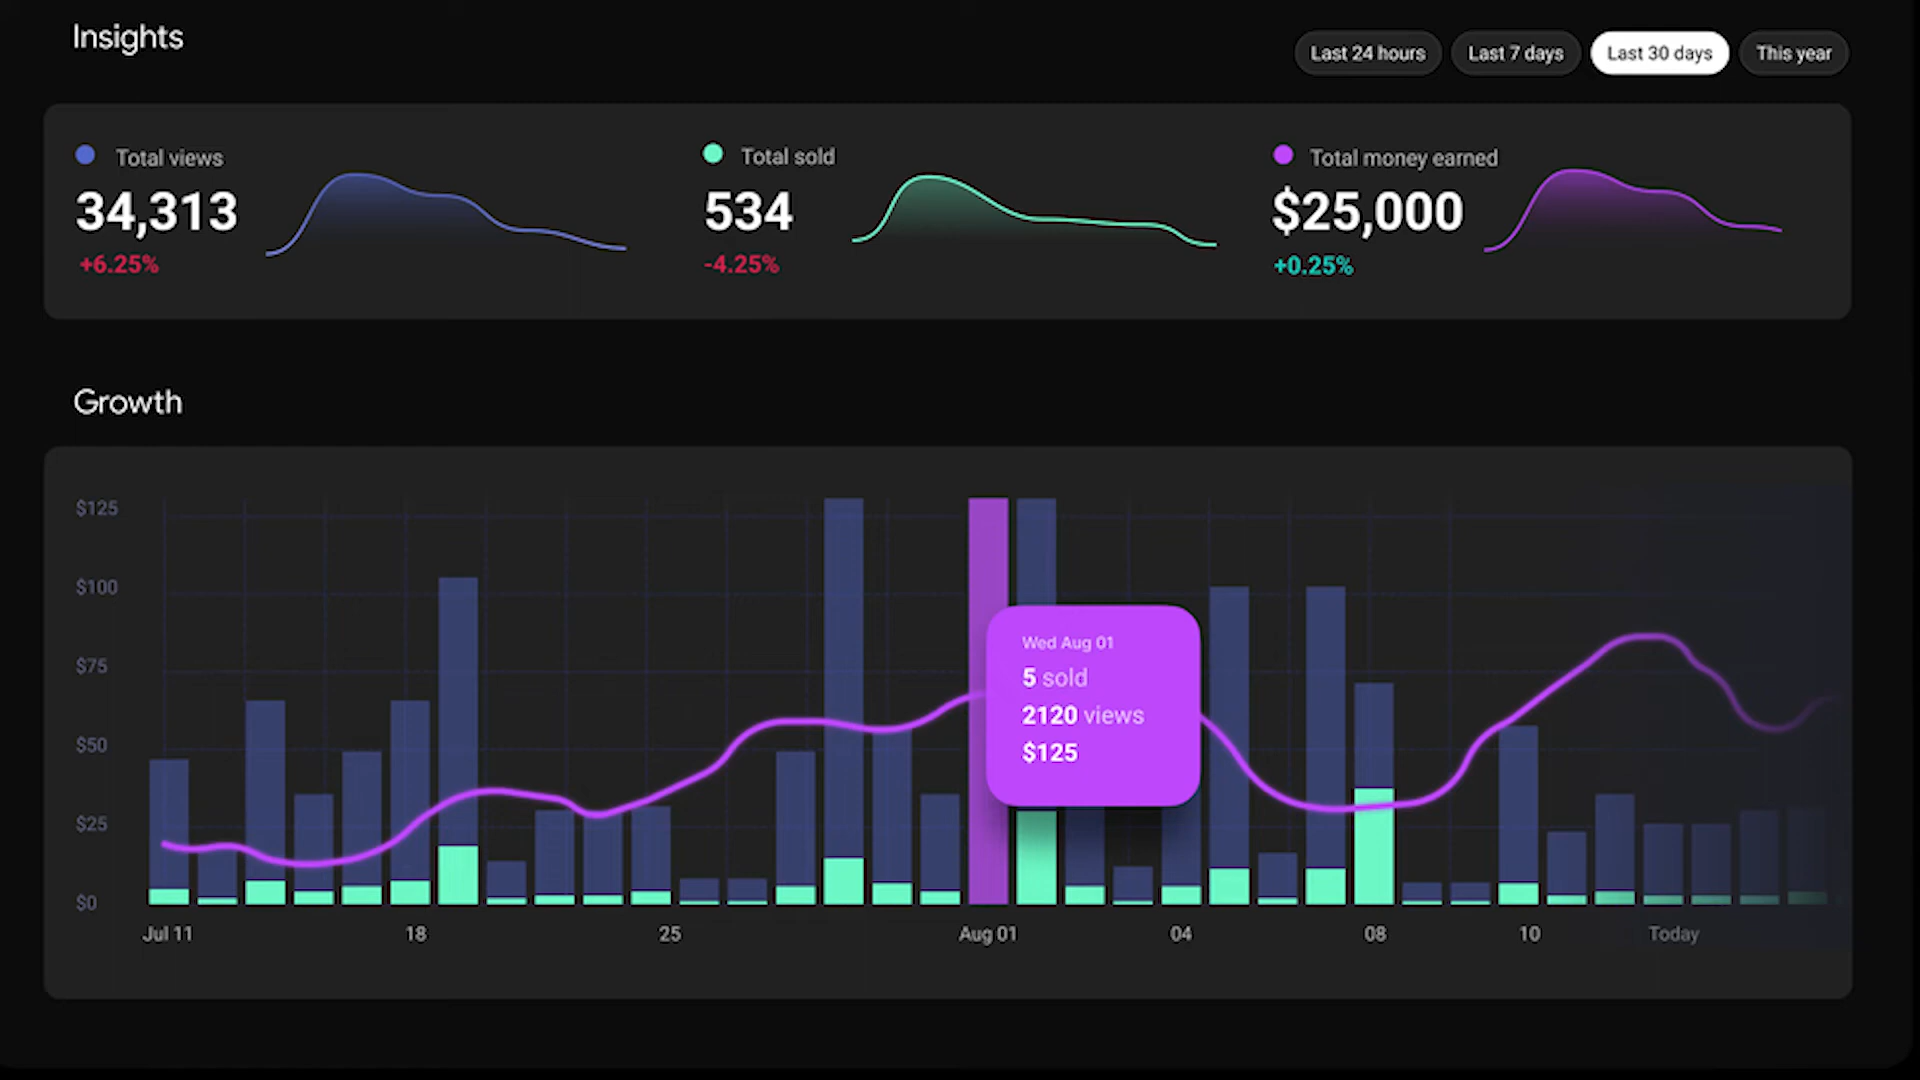 Insights
Last 24 hours
Last 7 days
Last 30 days
This year
Total views
34,313
+6.25%
Total sold
534
-4.25%
Total money earned
$25,000
+0.25%
Growth
$125
$100
$75
$50
$25
$0
Wed Aug 01
5 sold
2120 views
$125
Jul 11
18
25
Aug 01
04
08
10
Today